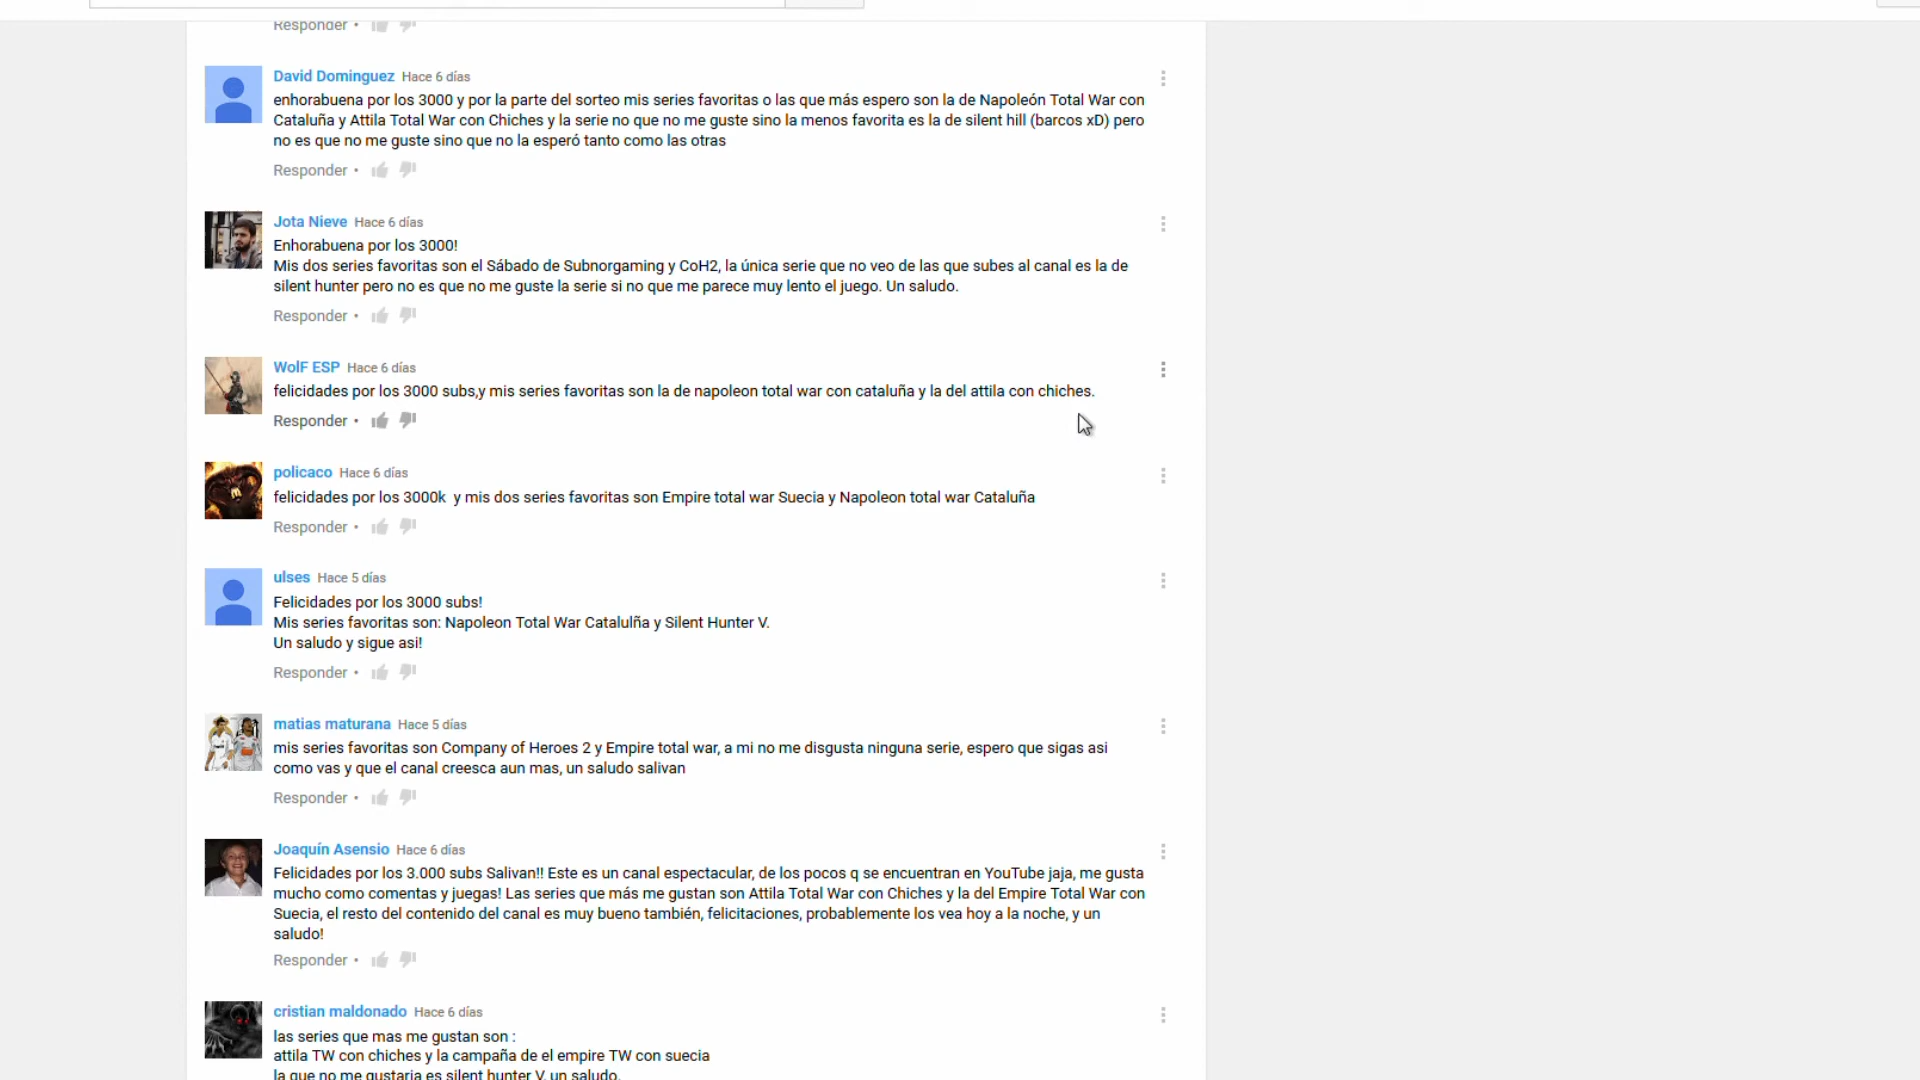 Responder •
David Dominguez Hace 6 días
enhorabuena por los 3000 y por la parte del sorteo mis series favoritas o las que más espero son la de Napoleón Total War con
Cataluña y Attila Total War con Chiches y la serie no que no me guste sino la menos favorita es la de silent hill (barcos xD) pero
no es que no me guste sino que no la esperó tanto como las otras
Responder •
Jota Nieve Hace 6 días
Enhorabuena por los 3000!
Mis dos series favoritas son el Sábado de Subnorgaming y CoH2, la única serie que no veo de las que subes al canal es la de
silent hunter pero no es que no me guste la serie si no que me parece muy lento el juego. Un saludo.
Responder •
WolF ESP Hace 6 días
felicidades por los 3000 subs,y mis series favoritas son la de napoleon total war con cataluña y la del attila con chiches.
Responder •
policaco Hace 6 días
felicidades por los 3000k y mis dos series favoritas son Empire total war Suecia y Napoleon total war Cataluña
Responder •
ulses Hace 5 días
Felicidades por los 3000 subs!
Mis series favoritas son: Napoleon Total War Catalulña y Silent Hunter V.
Un saludo y sigue asi!
Responder •
matias maturana Hace 5 días
mis series favoritas son Company of Heroes 2 y Empire total war, a mi no me disgusta ninguna serie, espero que sigas asi
como vas y que el canal creesca aun mas, un saludo salivan
Responder •
Joaquín Asensio Hace 6 días
Felicidades por los 3.000 subs Salivan!! Este es un canal espectacular, de los pocos q se encuentran en YouTube jaja, me gusta
mucho como comentas y juegas! Las series que más me gustan son Attila Total War con Chiches y la del Empire Total War con
Suecia, el resto del contenido del canal es muy bueno también, felicitaciones, probablemente los vea hoy a la noche, y un
saludo!
Responder •
cristian maldonado Hace 6 días
las series que mas me gustan son :
attila TW con chiches y la campaña de el empire TW con suecia
la que no me gustaria es silent hunter V, un saludo.